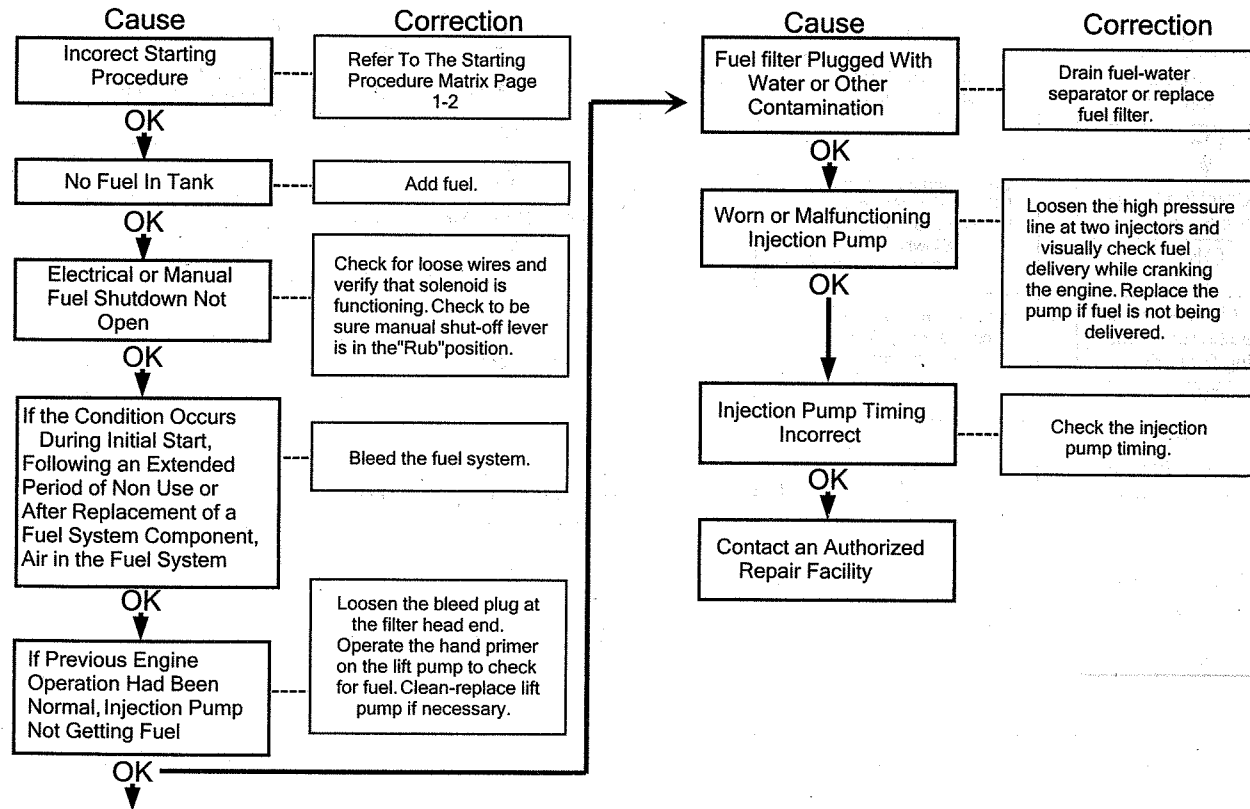 Cause
Correction
Incorect Starting
Procedure
Refer To The Starting
Procedure Matrix Page
1-2
OK
No Fuel In Tank
Add fuel.
OK
Electrical or Manual
Fuel Shutdown Not
Open
Check for loose wires and
verify that solenoid is
functioning. Check to be
sure manual shut-off lever
is in the"Rub"position.
OK
If the Condition Occurs
During Initial Start,
Following an Extended
Period of Non Use or
After Replacement of a
Fuel System Component,
Air in the Fuel System
Bleed the fuel system.
OK
If Previous Engine
Operation Had Been
Normal, Injection Pump
Not Getting Fuel
Loosen the bleed plug at
the filter head end.
Operate the hand primer
on the lift pump to check
for fuel. Clean-replace lift
pump if necessary.
OK
Cause
Correction
Fuel filter Plugged With
Water or Other
Contamination
Drain fuel-water
separator or replace
fuel filter.
OK
Worn or Malfunctioning
Injection Pump
Loosen the high pressure
line at two injectors and
visually check fuel
delivery while cranking
the engine. Replace the
pump if fuel is not being
delivered.
OK
Injection Pump Timing
Incorrect
Check the injection
pump timing.
OK
Contact an Authorized
Repair Facility